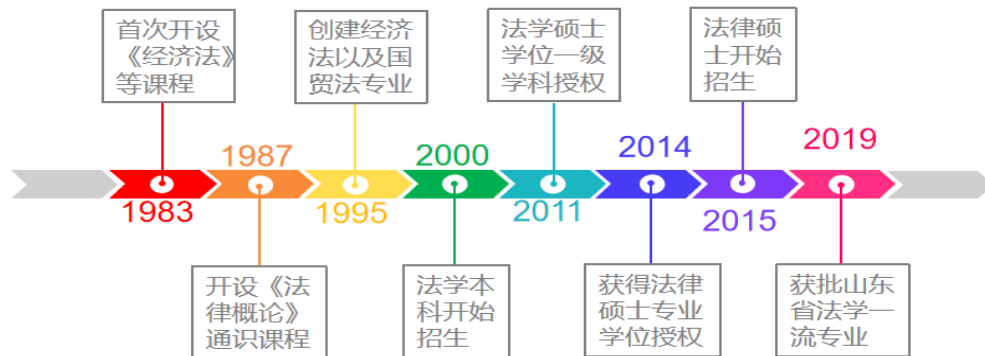 首次开设
《经济法》
等课程
创建经济
法以及国
贸法专业
法学硕士
学位一级
学科授权
法律硕士
士开始
招生
1983
1987
1995
2000
2011
2014
2015
2019
开设《法
律概论》
通识课程
法学本
科开始
招生
获得法律
硕士专业
学位授权
获批山东
省法学一
流专业